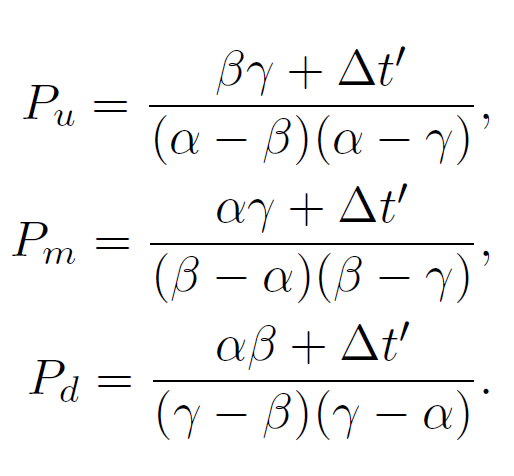 P_u = \frac{\beta\gamma + \Delta t'}{(\alpha - \beta)(\alpha - \gamma)},
P_m = \frac{\alpha\gamma + \Delta t'}{(\beta - \alpha)(\beta - \gamma)},
P_d = \frac{\alpha\beta + \Delta t'}{(\gamma - \beta)(\gamma - \alpha)}.